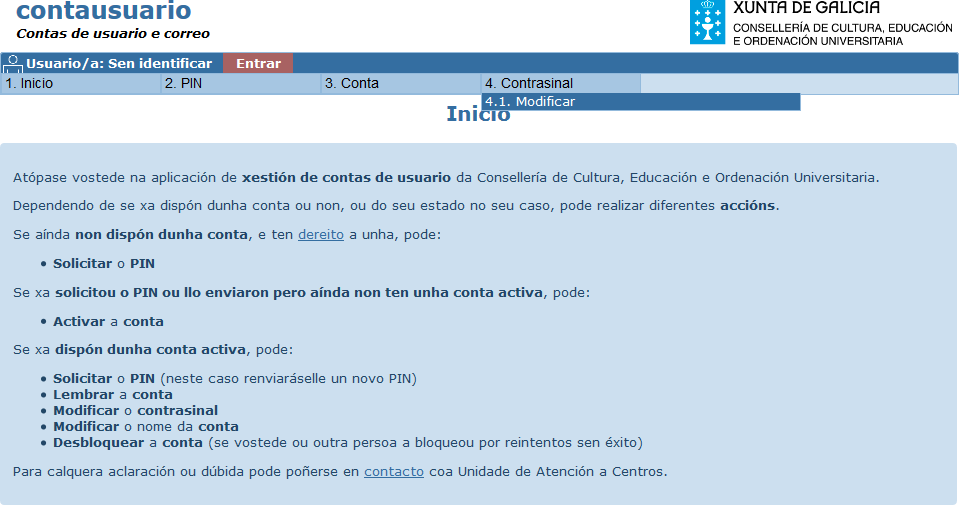 contausuario
Contas de usuario e correo
XUNTA DE GALICIA
CONSELLERÍA DE CULTURA, EDUCACIÓN
E ORDENACIÓN UNIVERSITARIA
Usuario/a: Sen identificar Entrar
1. Inicio 2. PIN 3. Conta 4. Contrasinal
4.1. Modificar
Inicio
Atópase vostede na aplicación de xestión de contas de usuario da Consellería de Cultura, Educación e Ordenación Universitaria.
Dependendo de se xa dispón dunha conta ou non, ou do seu estado no seu caso, pode realizar diferentes accións.
Se aínda non dispón dunha conta, e ten dereito a unha, pode:
• Solicitar o PIN
Se xa solicitou o PIN ou llo enviaron pero aínda non ten unha conta activa, pode:
• Activar a conta
Se xa dispón dunha conta activa, pode:
• Solicitar o PIN (neste caso renviaráselle un novo PIN)
• Lembrar a conta
• Modificar o contrasinal
• Modificar o nome da conta
• Desbloquear a conta (se vostede ou outra persoa a bloqueou por reintentos sen éxito)
Para calquera aclaración ou dúbida pode poñerse en contacto coa Unidade de Atención a Centros.